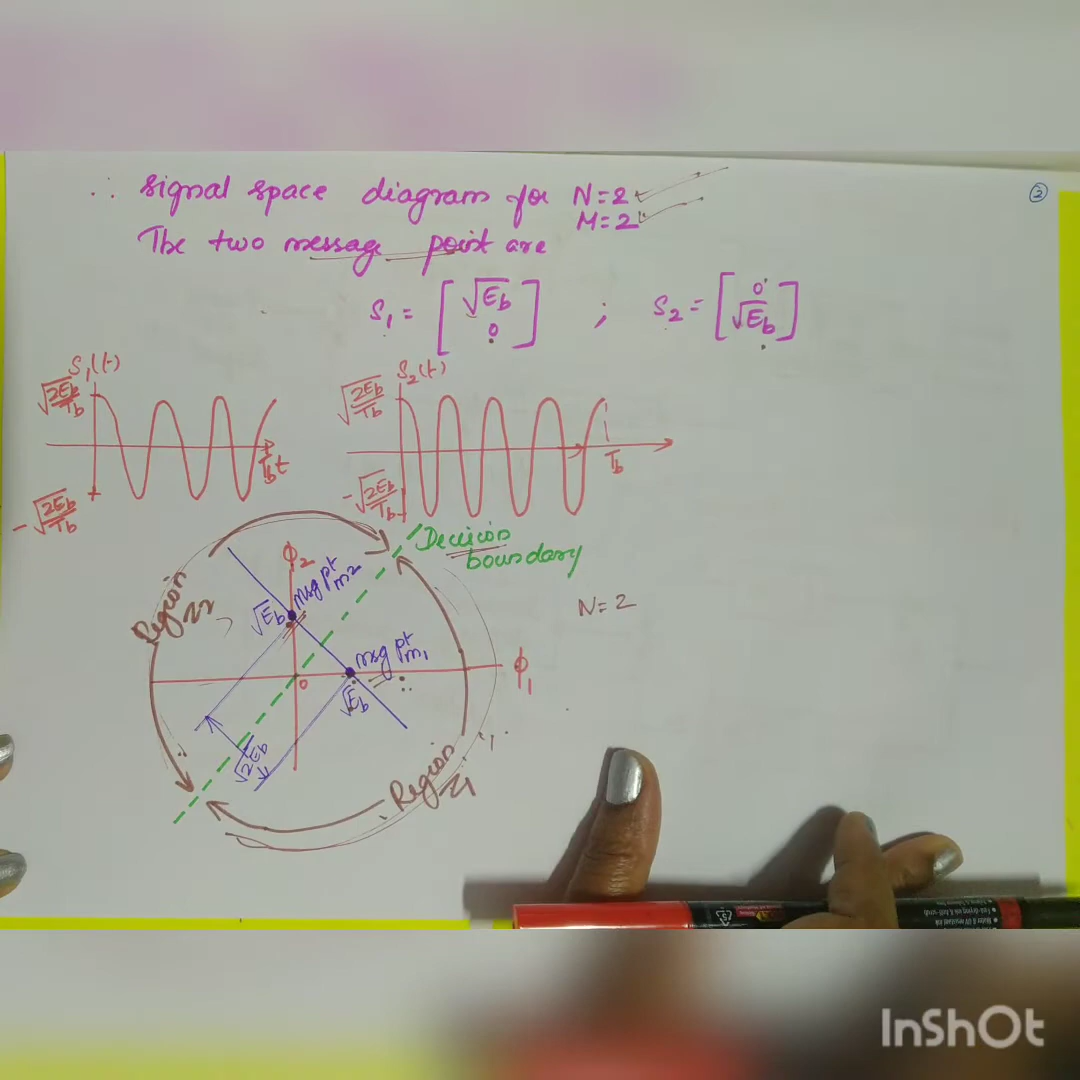 ②
∴ signal space diagram for N=2
M=2
The two message point are
S₁ = [√Eb 0] ; S₂ = [0 √Eb]
S₁(t)
√2Eb/Tb
Tb t
-√2Eb/Tb
S₂(t)
√2Eb/Tb
Tb
-√2Eb/Tb
Decision
boundary
ϕ₂
msg pt m2
√Eb
Region Z2
N=2
msg pt m1
ϕ₁
0
√Eb
√2Eb
Region Z1
InShOt